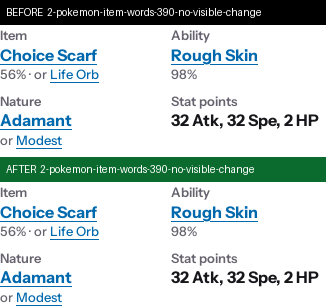 BEFORE 2-pokemon-item-words-390-no-visible-change
Item Ability
Choice Scarf Rough Skin
56% · or Life Orb 98%
Nature Stat points
Adamant 32 Atk, 32 Spe, 2 HP
or Modest
AFTER 2-pokemon-item-words-390-no-visible-change
Item Ability
Choice Scarf Rough Skin
56% · or Life Orb 98%
Nature Stat points
Adamant 32 Atk, 32 Spe, 2 HP
or Modest